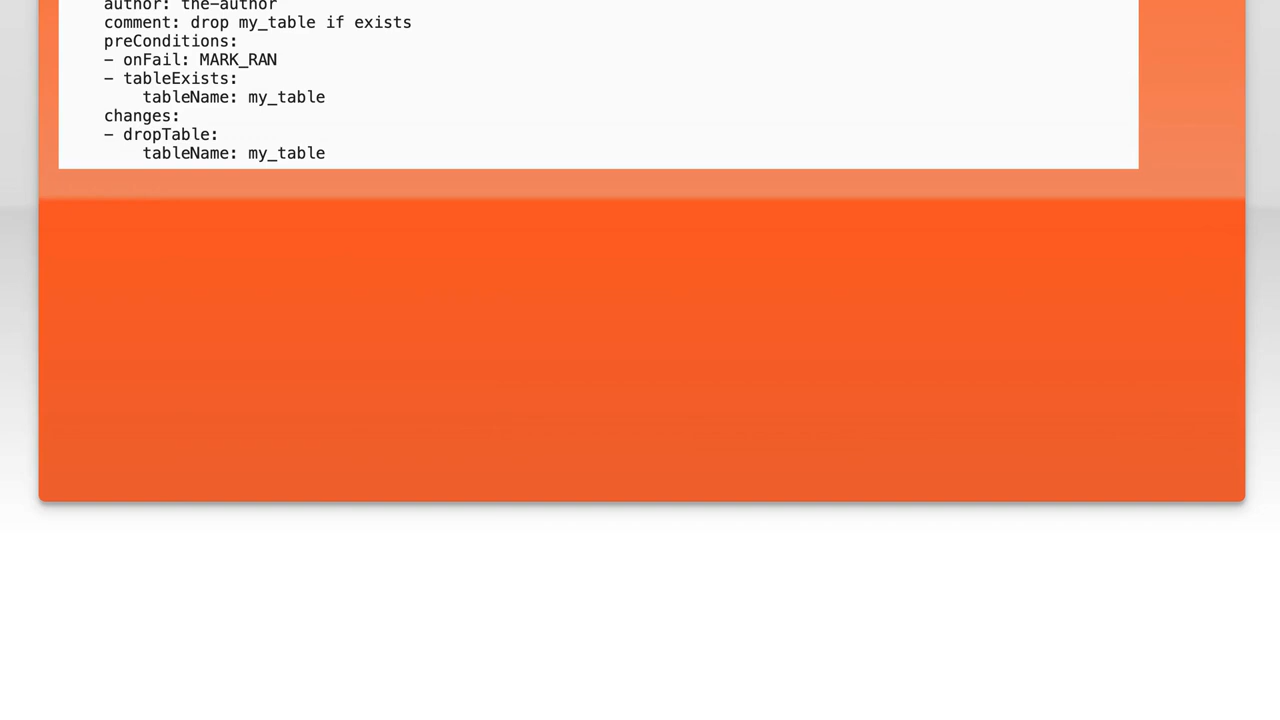 author: the-author
comment: drop my_table if exists
preConditions:
- onFail: MARK_RAN
- tableExists:
    tableName: my_table
changes:
- dropTable:
    tableName: my_table